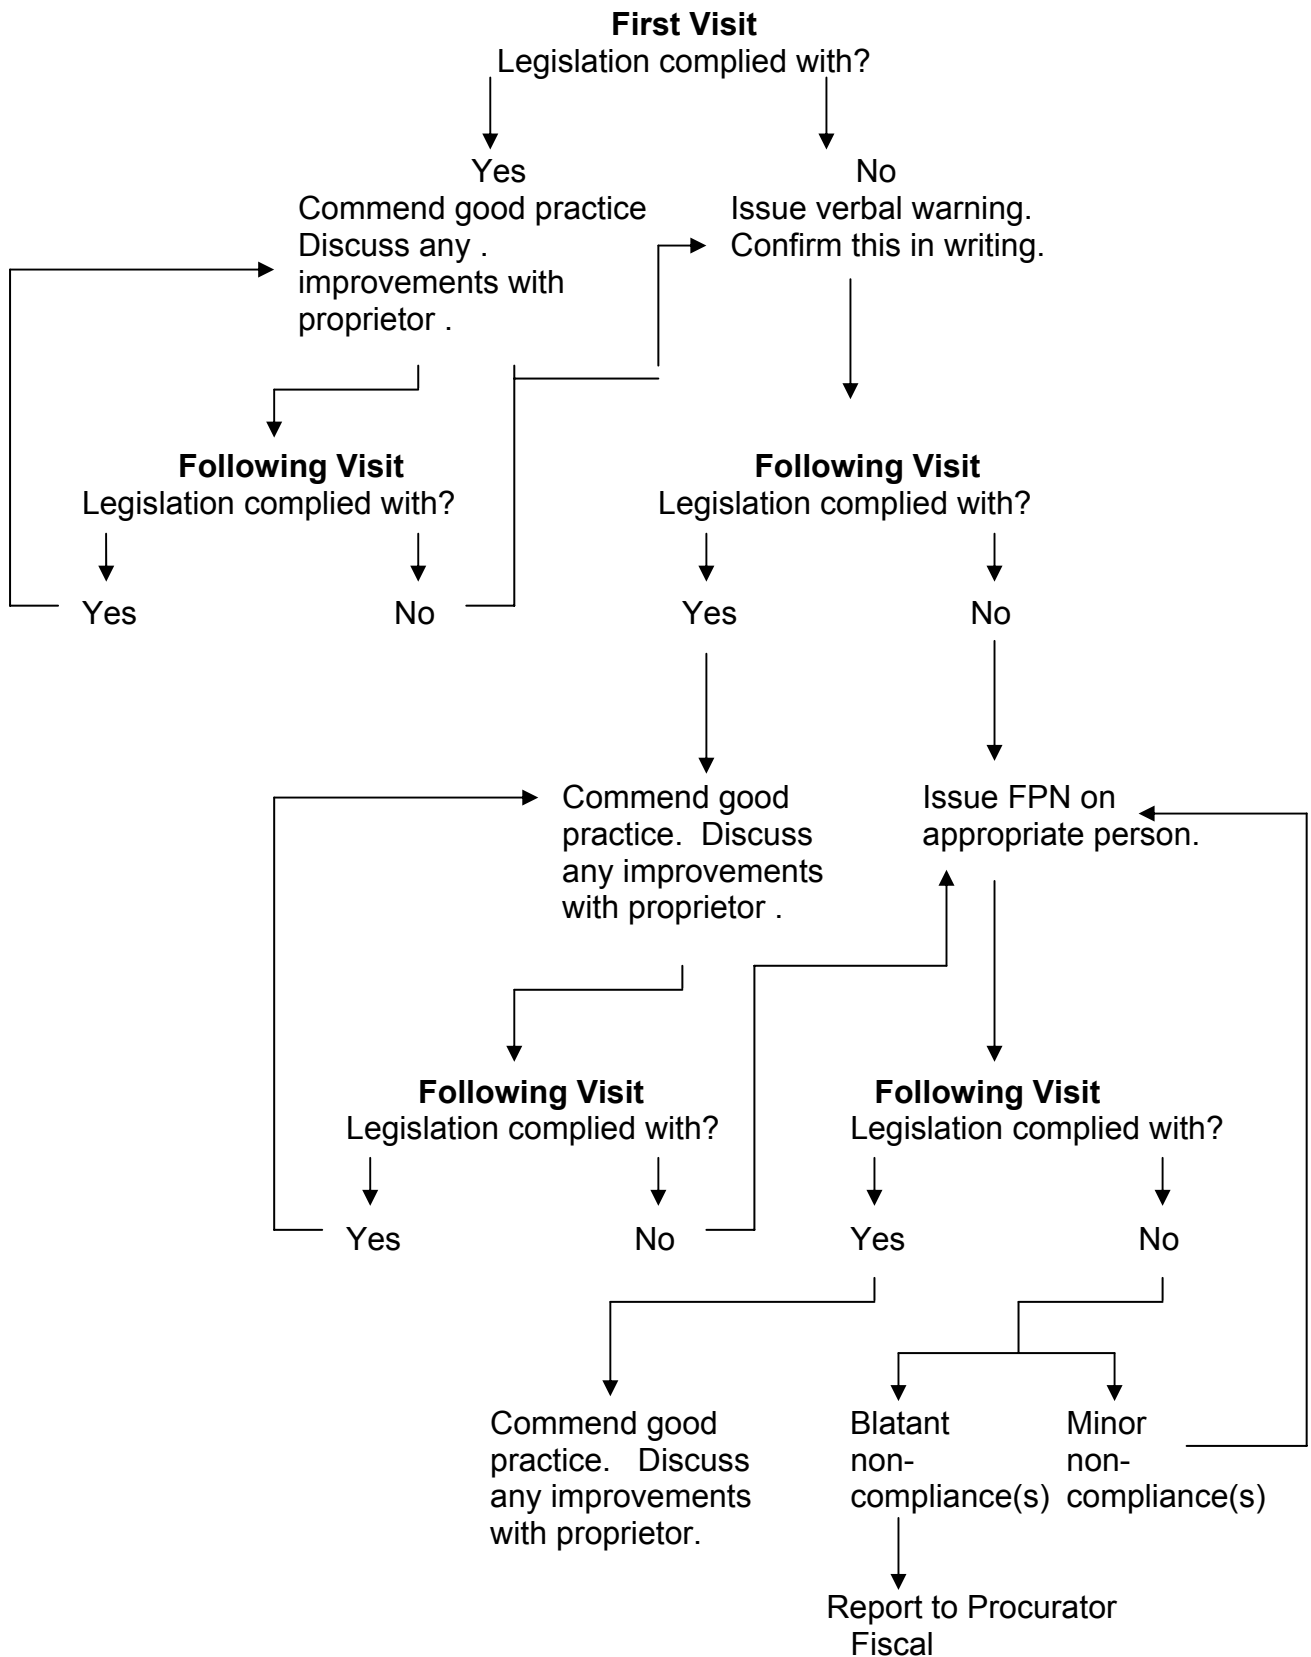 First Visit
Legislation complied with?
Yes
Commend good practice
Discuss any .
improvements with
proprietor .
No
Issue verbal warning.
Confirm this in writing.
Following Visit
Legislation complied with?
Yes
No
Following Visit
Legislation complied with?
Yes
No
Commend good
practice. Discuss
any improvements
with proprietor .
Issue FPN on
appropriate person.
Following Visit
Legislation complied with?
Yes
No
Following Visit
Legislation complied with?
Yes
No
Commend good
practice. Discuss
any improvements
with proprietor.
Blatant
non-
compliance(s)
Minor
non-
compliance(s)
Report to Procurator
Fiscal